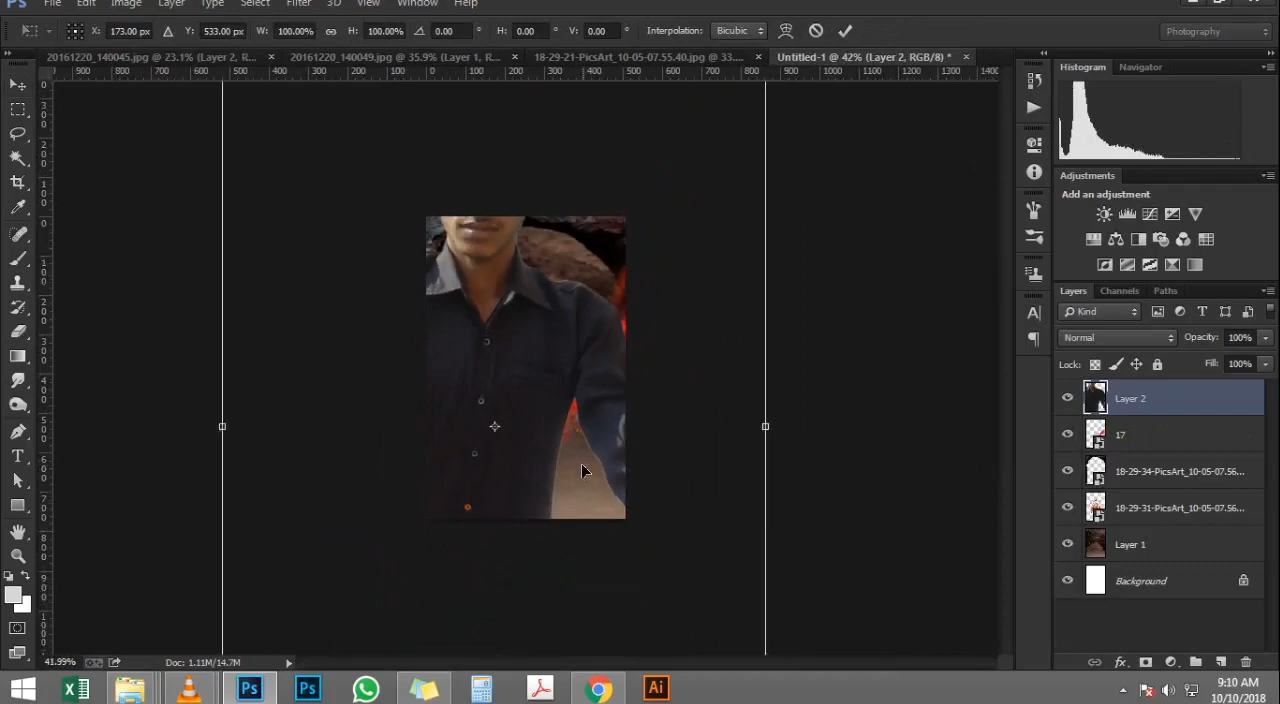 Ps File Edit Image Layer Type Select Filter 3D View Window Help
X: 173.00 px Y: 533.00 px W: 100.00% H: 100.00% 0.00 ° H: 0.00 ° V: 0.00 ° Interpolation: Bicubic Photography
20161220_140045.jpg @ 23.1% (Layer 2, R... × 20161220_140049.jpg @ 35.9% (Layer 1, R... × 18-29-21-PicsArt_10-05-07.55.40.jpg @ 33.... × Untitled-1 @ 42% (Layer 2, RGB/8) * ×
Histogram Navigator
Adjustments
Add an adjustment
Layers Channels Paths
Kind
Normal Opacity: 100%
Lock: Fill: 100%
Layer 2
17
18-29-34-PicsArt_10-05-07.56...
18-29-31-PicsArt_10-05-07.56...
Layer 1
Background
41.99% Doc: 1.11M/14.7M
Ps Ps Ai
9:10 AM
10/10/2018